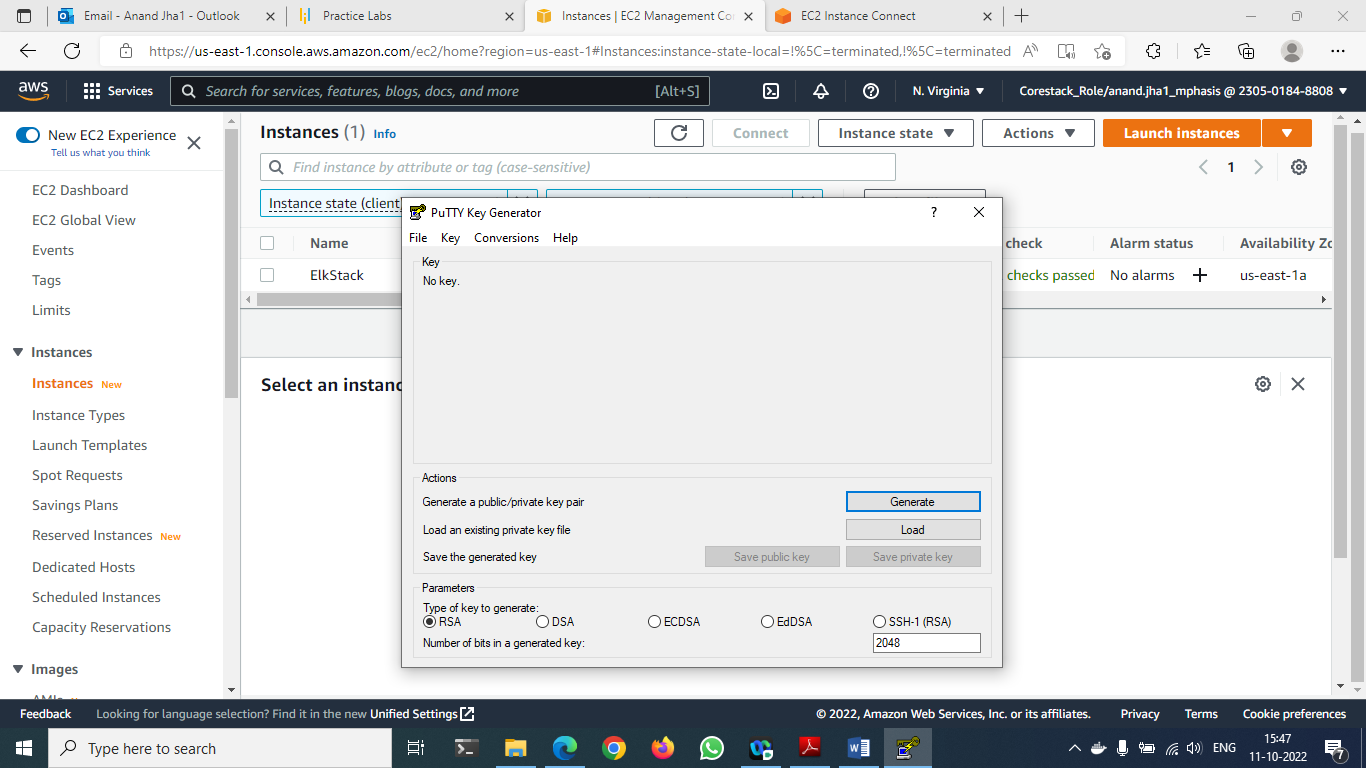 Email - Anand Jha1 - Outlook
Practice Labs
Instances | EC2 Management Co
EC2 Instance Connect
https://us-east-1.console.aws.amazon.com/ec2/home?region=us-east-1#Instances:instance-state-local=!%5C=terminated,!%5C=terminated
aws
Services
Search for services, features, blogs, docs, and more
[Alt+S]
N. Virginia
Corestack_Role/anand.jha1_mphasis @ 2305-0184-8808
New EC2 Experience
Tell us what you think
EC2 Dashboard
EC2 Global View
Events
Tags
Limits
Instances
Instances New
Instance Types
Launch Templates
Spot Requests
Savings Plans
Reserved Instances New
Dedicated Hosts
Scheduled Instances
Capacity Reservations
Images
Instances (1) Info
Connect
Instance state
Actions
Launch instances
Find instance by attribute or tag (case-sensitive)
1
Instance state (client
Name
check
Alarm status
Availability Zo
ElkStack
checks passed
No alarms
us-east-1a
Select an instanc
PuTTY Key Generator
?
File
Key
Conversions
Help
Key
No key.
Actions
Generate a public/private key pair
Generate
Load an existing private key file
Load
Save the generated key
Save public key
Save private key
Parameters
Type of key to generate:
RSA
DSA
ECDSA
EdDSA
SSH-1 (RSA)
Number of bits in a generated key:
2048
Feedback
Looking for language selection? Find it in the new Unified Settings
© 2022, Amazon Web Services, Inc. or its affiliates.
Privacy
Terms
Cookie preferences
Type here to search
ENG
15:47
11-10-2022
7